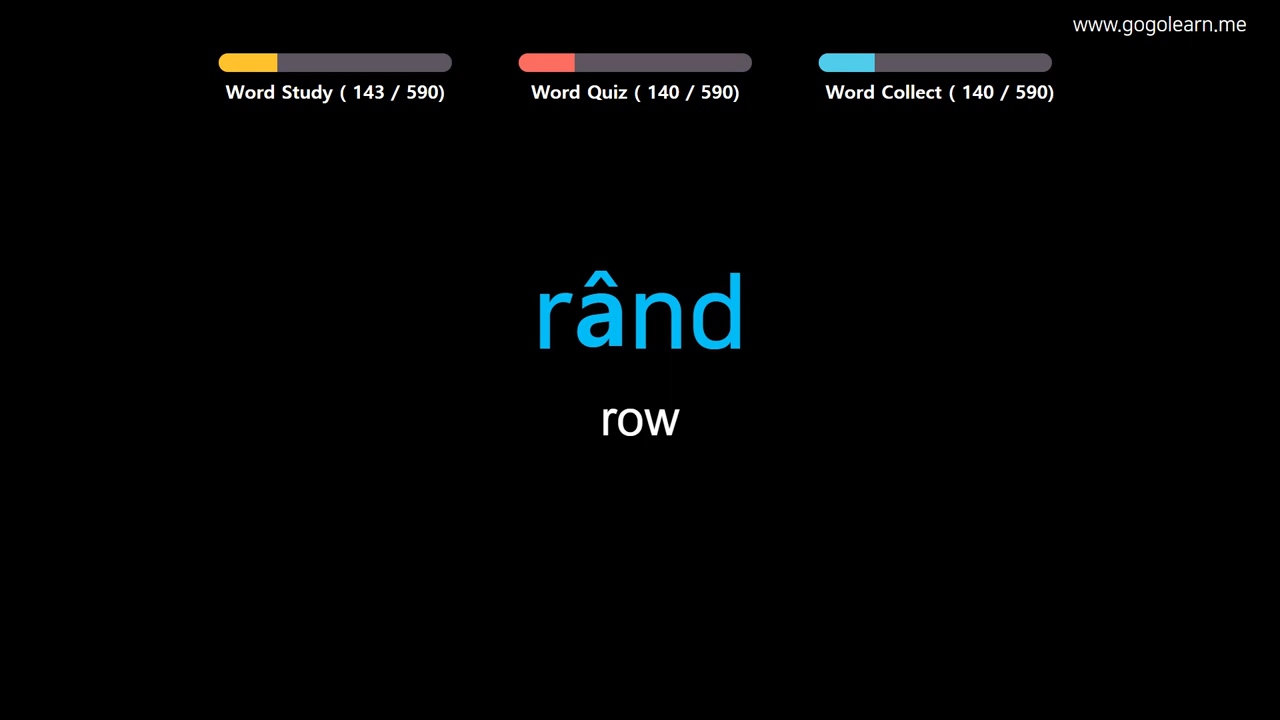 www.gogolearn.me
Word Study ( 143 / 590)
Word Quiz ( 140 / 590)
Word Collect ( 140 / 590)
rând
row